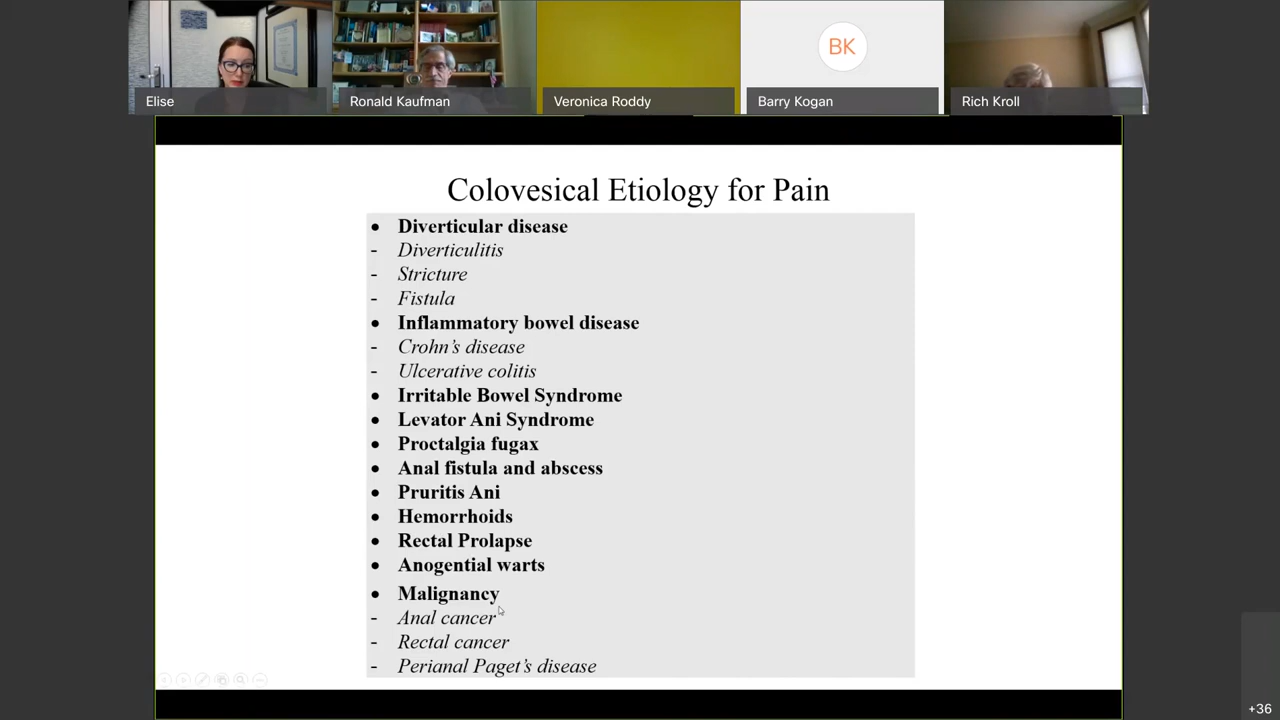 Elise
Ronald Kaufman
Veronica Roddy
BK
Barry Kogan
Rich Kroll
Colovesical Etiology for Pain
• Diverticular disease
- Diverticulitis
- Stricture
- Fistula
• Inflammatory bowel disease
- Crohn's disease
- Ulcerative colitis
• Irritable Bowel Syndrome
• Levator Ani Syndrome
• Proctalgia fugax
• Anal fistula and abscess
• Pruritis Ani
• Hemorrhoids
• Rectal Prolapse
• Anogential warts
• Malignancy
- Anal cancer
- Rectal cancer
- Perianal Paget's disease
+36